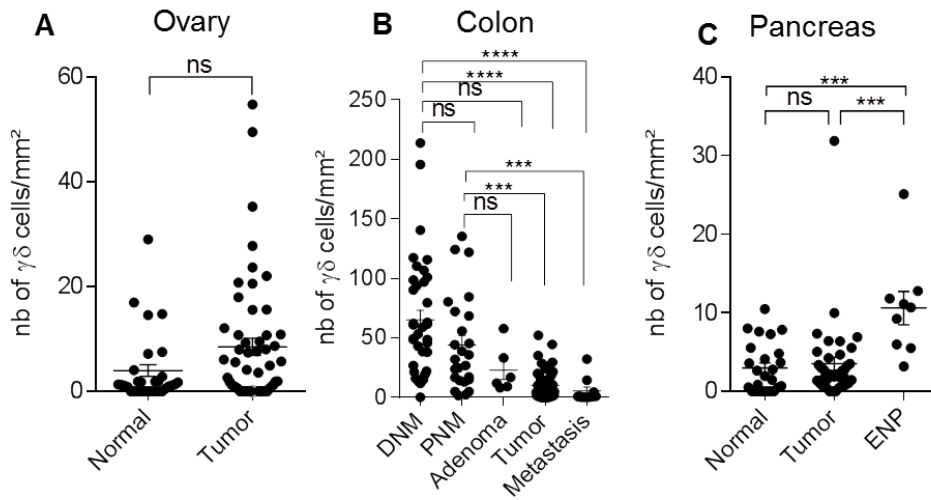 A
Ovary
ns
60
40
20
0
nb of γδ cells/mm²
Normal
Tumor
B
Colon
****
****
ns
ns
***
***
ns
250
200
150
100
50
0
nb of γδ cells/mm²
DNM
PNM
Adenoma
Tumor
Metastasis
C
Pancreas
***
ns
***
40
30
20
10
0
nb of γδ cells/mm²
Normal
Tumor
ENP